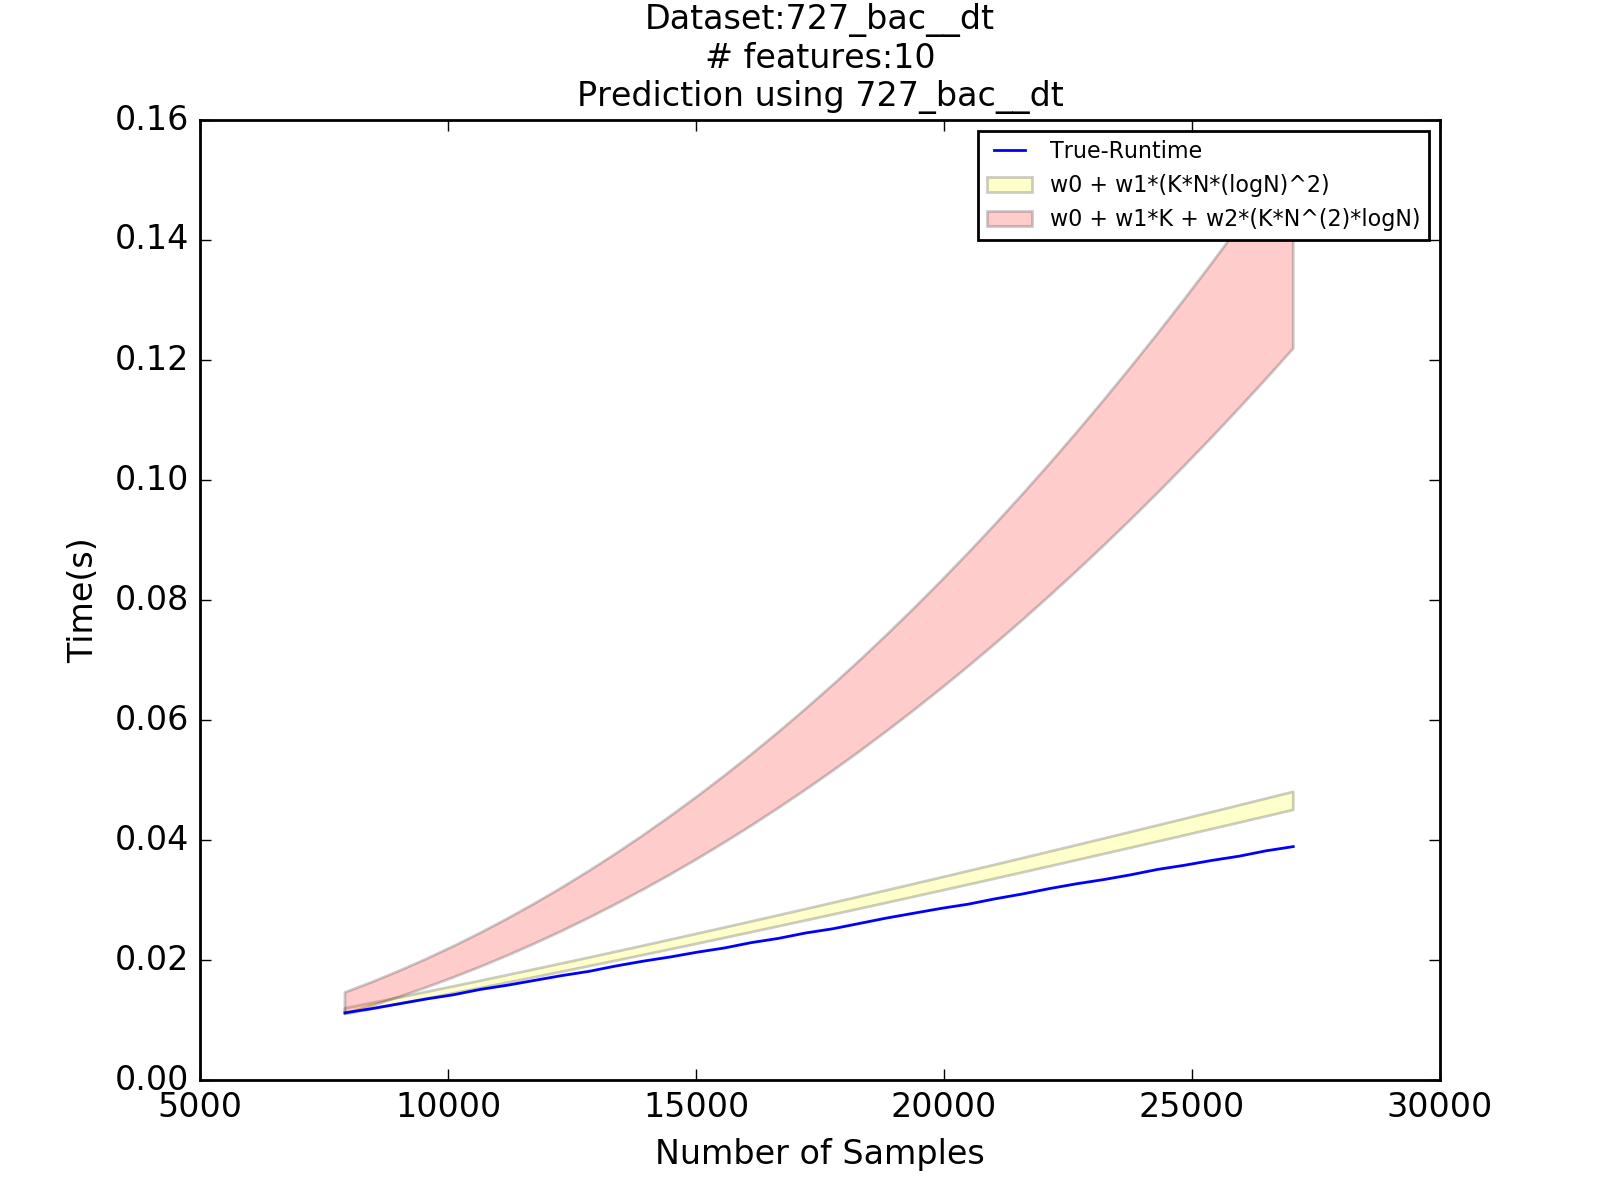 Dataset:727_bac__dt
# features:10
Prediction using 727_bac__dt
0.16
0.14
0.12
0.10
0.08
0.06
0.04
0.02
0.00
Time(s)
True-Runtime
w0 + w1*(K*N*(logN)^2)
w0 + w1*K + w2*(K*N^(2)*logN)
5000 10000 15000 20000 25000 30000
Number of Samples